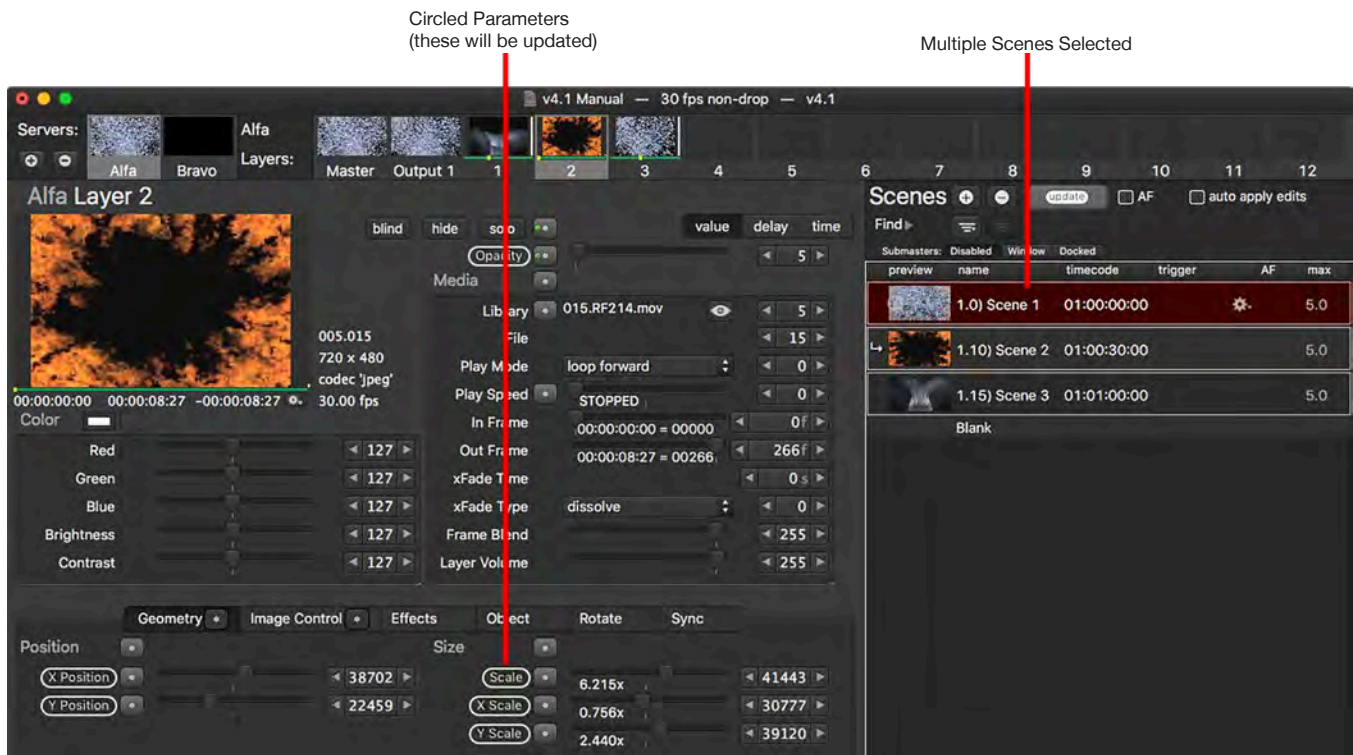 Circled Parameters
(these will be updated)
Multiple Scenes Selected
v4.1 Manual — 30 fps non-drop — v4.1
Servers:
Alfa
Bravo
Alfa
Layers:
Master Output 1 1 2 3 4 5 6 7 8 9 10 11 12
Alfa Layer 2
blind hide solo
value delay time
Opacity 5
Media
Library 015.RF214.mov 5
File 15
Play Mode loop forward 0
Play Speed STOPPED 0
In Frame 00:00:00:00 = 00000 0f
Out Frame 00:00:08:27 = 00266 266f
xFade Time 0 s
xFade Type dissolve 0
Frame Blend 255
Layer Volume 255
005.015
720 x 480
codec 'jpeg'
30.00 fps
00:00:00:00 00:00:08:27 -00:00:08:27
Color
Red 127
Green 127
Blue 127
Brightness 127
Contrast 127
Geometry Image Control Effects Object Rotate Sync
Position
X Position 38702
Y Position 22459
Size
Scale 6.215x 41443
X Scale 0.756x 30777
Y Scale 2.440x 39120
Scenes update AF auto apply edits
Find
Submasters: Disabled Window Docked
preview name timecode trigger AF max
1.0) Scene 1 01:00:00:00 5.0
1.10) Scene 2 01:00:30:00 5.0
1.15) Scene 3 01:01:00:00 5.0
Blank